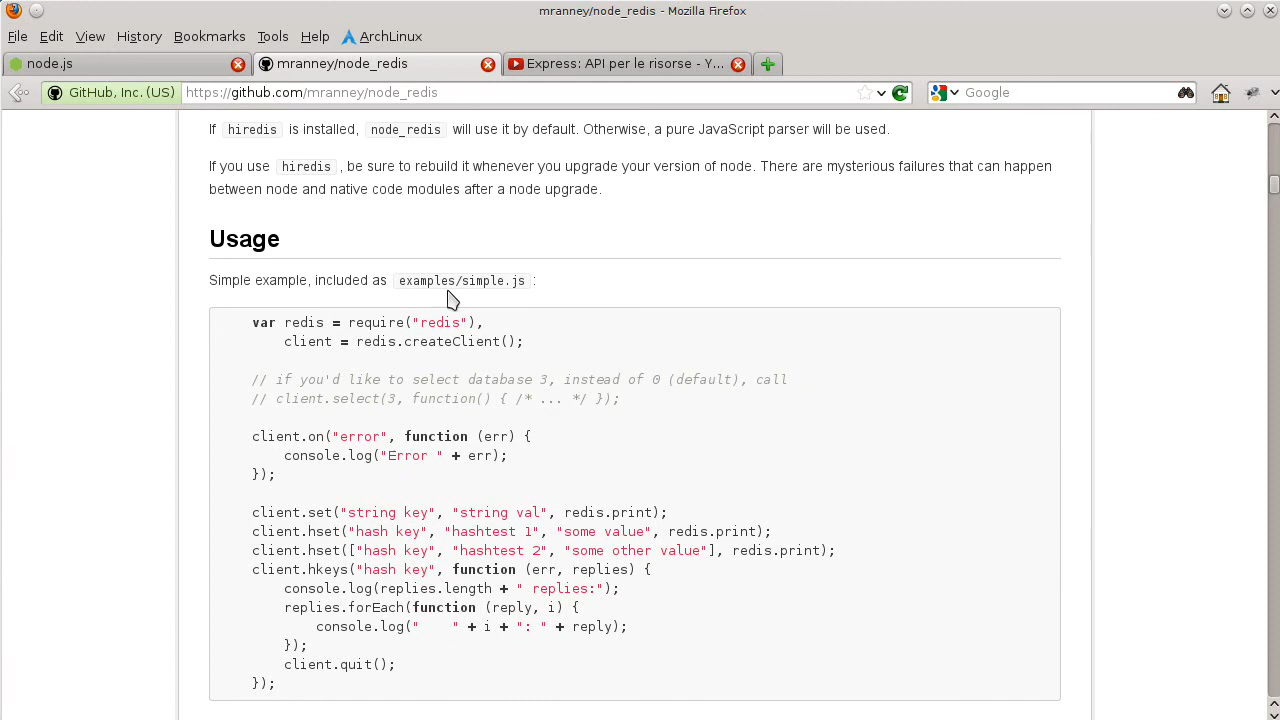 mranney/node_redis - Mozilla Firefox
File Edit View History Bookmarks Tools Help ArchLinux
node.js mranney/node_redis Express: API per le risorse - Y...
GitHub, Inc. (US) https://github.com/mranney/node_redis Google
If hiredis is installed, node_redis will use it by default. Otherwise, a pure JavaScript parser will be used.
If you use hiredis, be sure to rebuild it whenever you upgrade your version of node. There are mysterious failures that can happen
between node and native code modules after a node upgrade.
Usage
Simple example, included as examples/simple.js:
var redis = require("redis"),
client = redis.createClient();
// if you'd like to select database 3, instead of 0 (default), call
// client.select(3, function() { /* ... */ });
client.on("error", function (err) {
console.log("Error " + err);
});
client.set("string key", "string val", redis.print);
client.hset("hash key", "hashtest 1", "some value", redis.print);
client.hset(["hash key", "hashtest 2", "some other value"], redis.print);
client.hkeys("hash key", function (err, replies) {
console.log(replies.length + " replies:");
replies.forEach(function (reply, i) {
console.log("    " + i + ": " + reply);
});
client.quit();
});